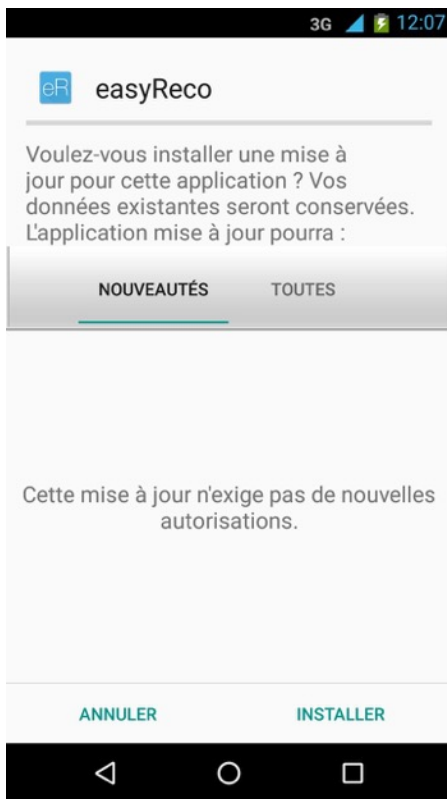 3G 12:07
eR easyReco
Voulez-vous installer une mise à
jour pour cette application ? Vos
données existantes seront conservées.
L'application mise à jour pourra :
NOUVEAUTÉS TOUTES
Cette mise à jour n'exige pas de nouvelles
autorisations.
ANNULER INSTALLER